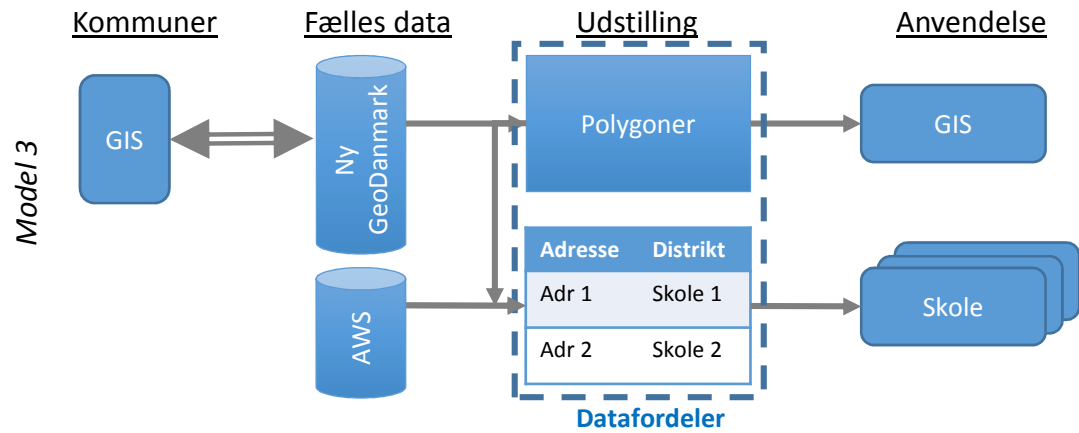 Kommuner
Fælles data
Udstilling
Anvendelse
Model 3
GIS
Ny
GeoDanmark
Polygoner
GIS
AWS
Adresse Distrikt
Adr 1 Skole 1
Adr 2 Skole 2
Skole
Datafordeler